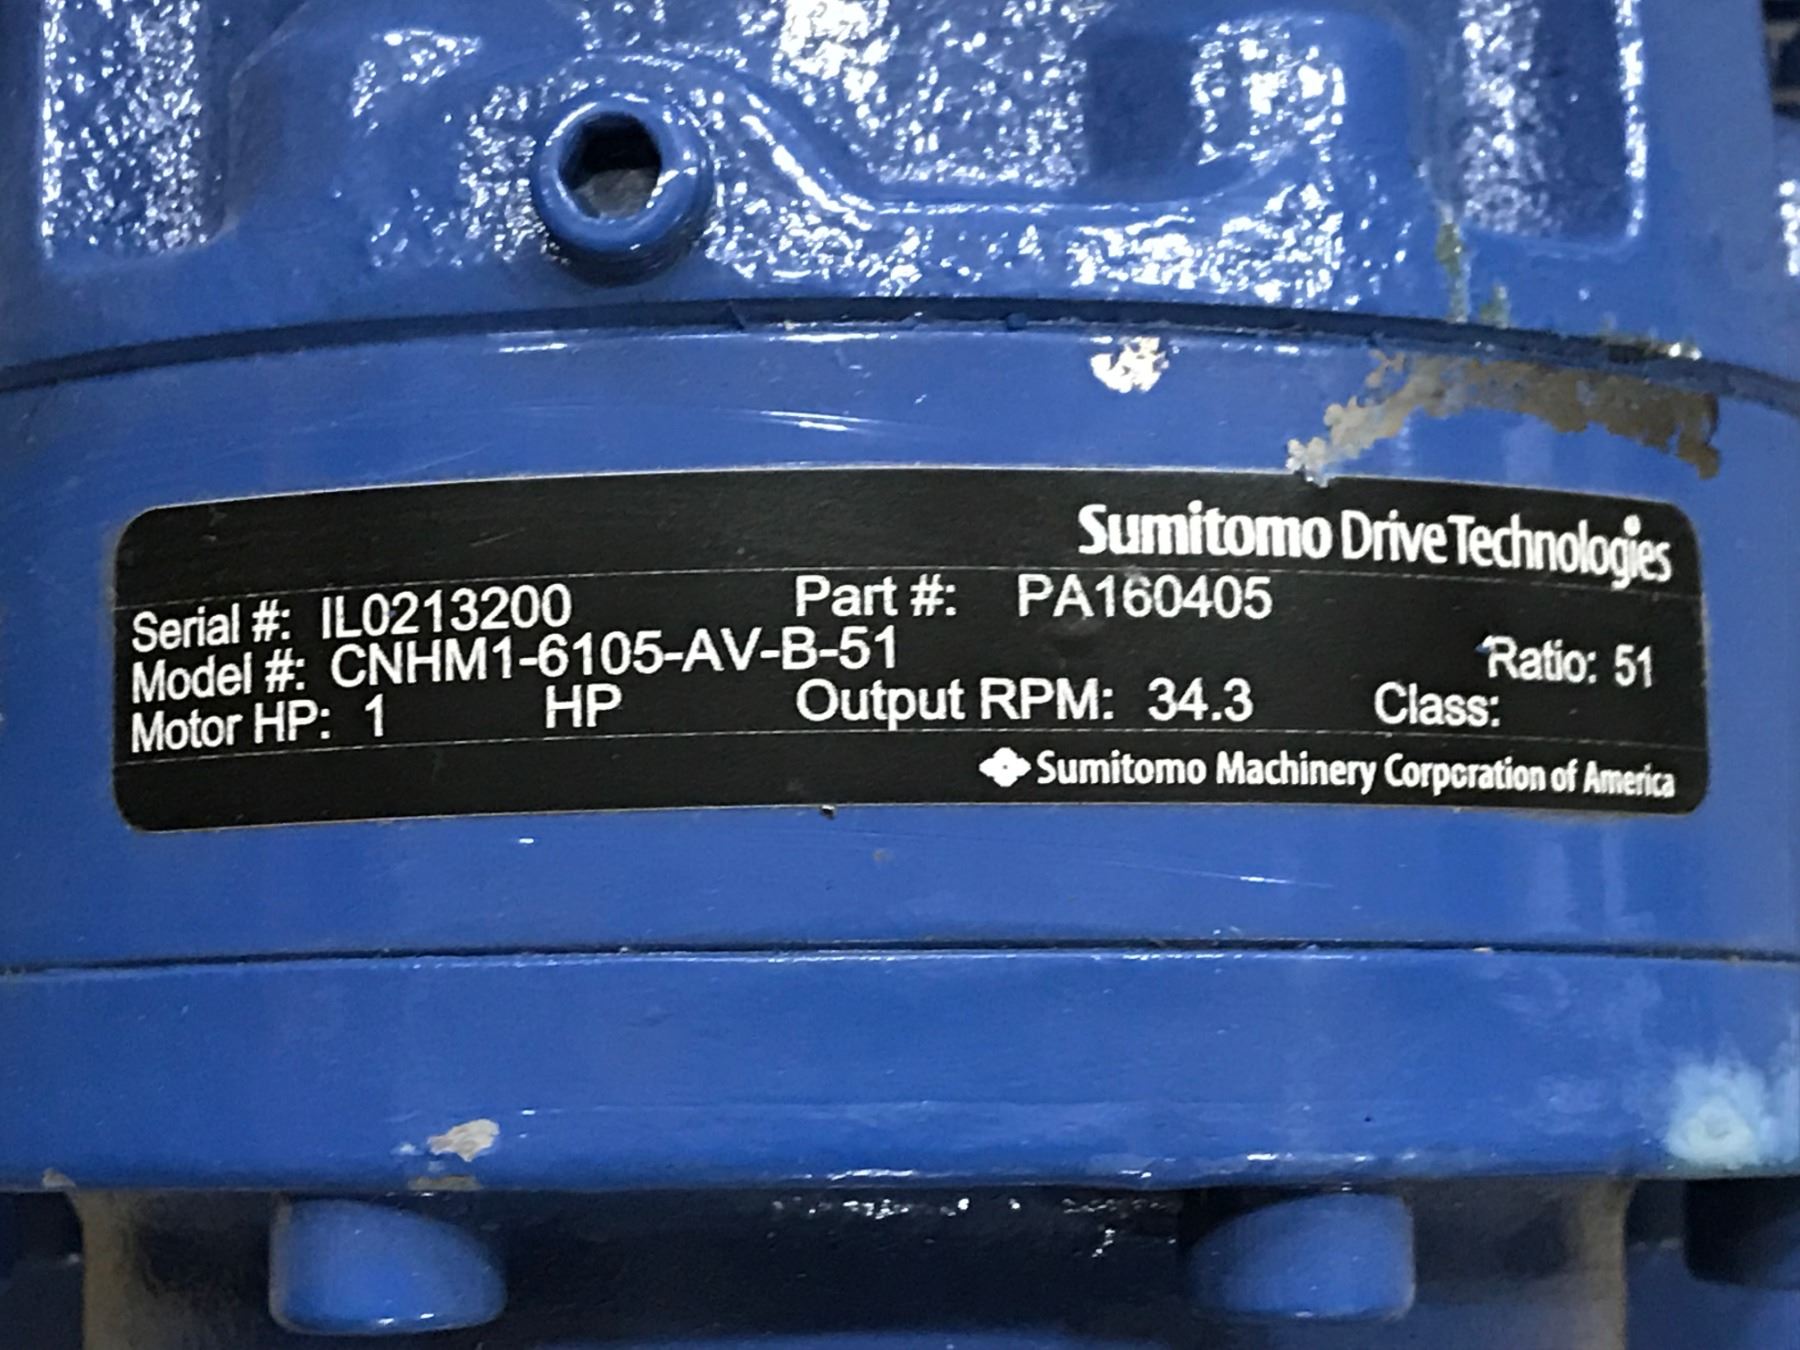 Sumitomo Drive Technologies
Serial #: IL0213200 Part #: PA160405
Model #: CNHM1-6105-AV-B-51 Ratio: 51
Motor HP: 1 HP Output RPM: 34.3 Class:
Sumitomo Machinery Corporation of America